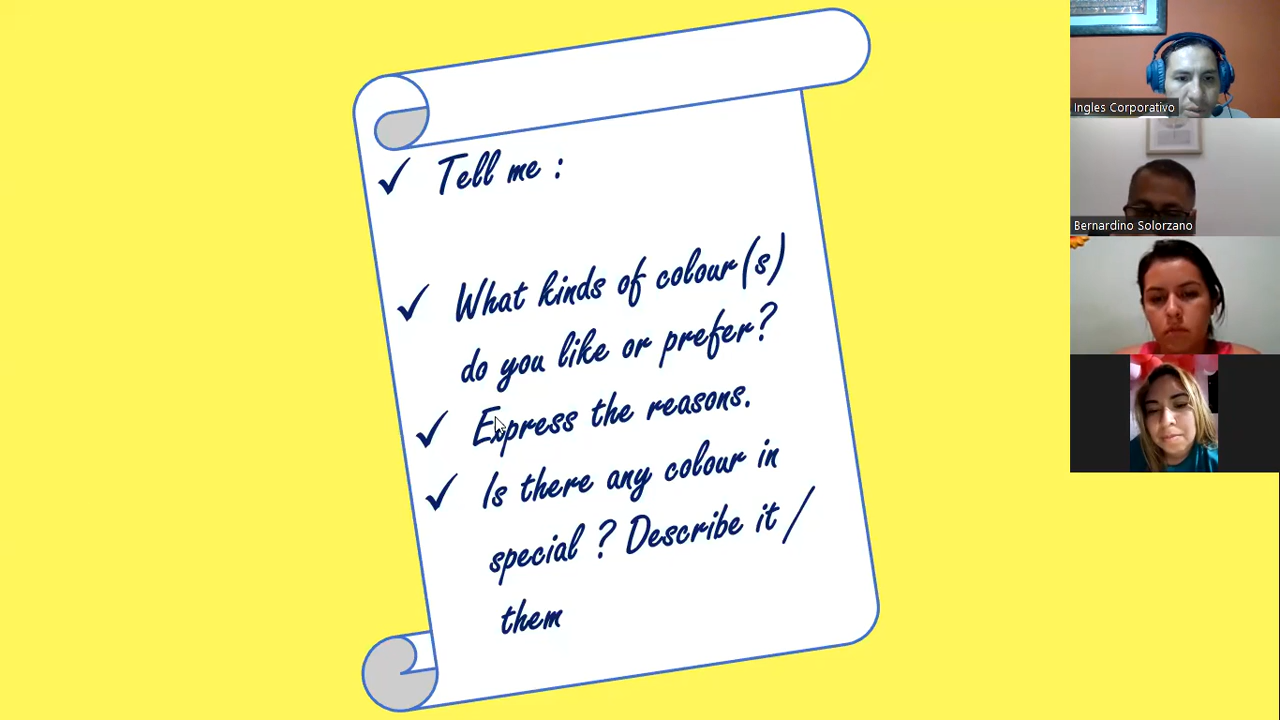 ✓ Tell me :
✓ What kinds of colour(s)
do you like or prefer?
✓ Express the reasons.
✓ Is there any colour in
special ? Describe it /
them
Ingles Corporativo
Bernardino Solorzano